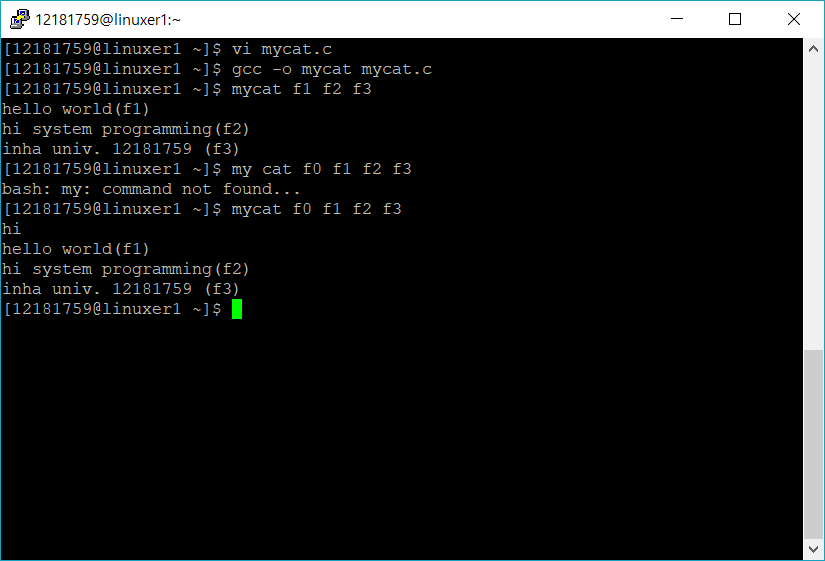 12181759@linuxer1:~
[12181759@linuxer1 ~]$ vi mycat.c
[12181759@linuxer1 ~]$ gcc -o mycat mycat.c
[12181759@linuxer1 ~]$ mycat f1 f2 f3
hello world(f1)
hi system programming(f2)
inha univ. 12181759 (f3)
[12181759@linuxer1 ~]$ my cat f0 f1 f2 f3
bash: my: command not found...
[12181759@linuxer1 ~]$ mycat f0 f1 f2 f3
hi
hello world(f1)
hi system programming(f2)
inha univ. 12181759 (f3)
[12181759@linuxer1 ~]$